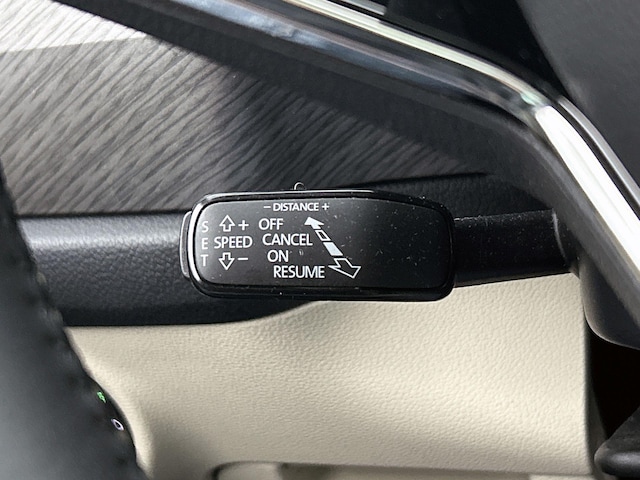 − DISTANCE +
S + OFF
E SPEED CANCEL
T − ON
RESUME